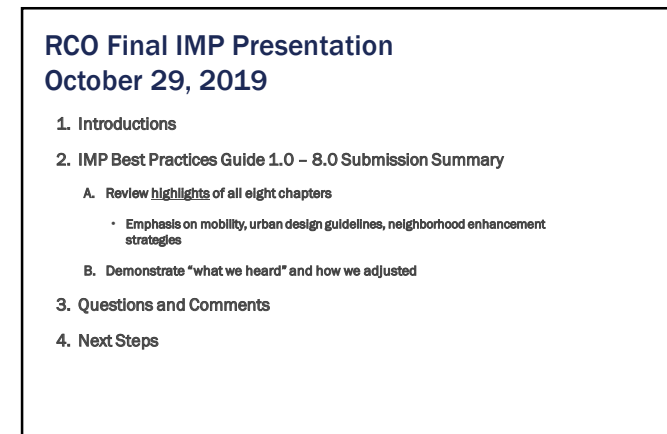 RCO Final IMP Presentation
October 29, 2019
1. Introductions
2. IMP Best Practices Guide 1.0 – 8.0 Submission Summary
A. Review highlights of all eight chapters
• Emphasis on mobility, urban design guidelines, neighborhood enhancement
strategies
B. Demonstrate “what we heard” and how we adjusted
3. Questions and Comments
4. Next Steps